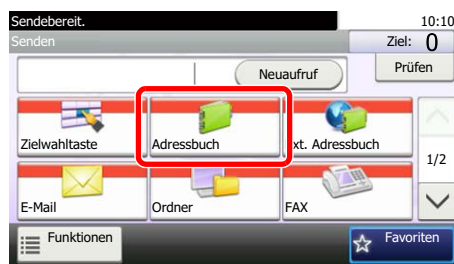 Sendebereit. 10:10
Senden Ziel: 0
Neuaufruf Prüfen
Zielwahltaste Adressbuch xt. Adressbuch
1/2
E-Mail Ordner FAX
Funktionen Favoriten